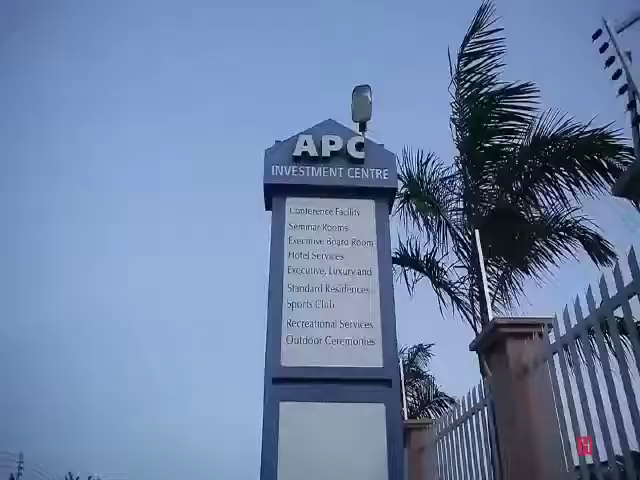 APC
INVESTMENT CENTRE
Conference Facility
Seminar Rooms
Executive Board Room
Hotel Services
Executive, Luxury and
Standard Residences
Sports Club
Recreational Services
Outdoor Ceremonies
H